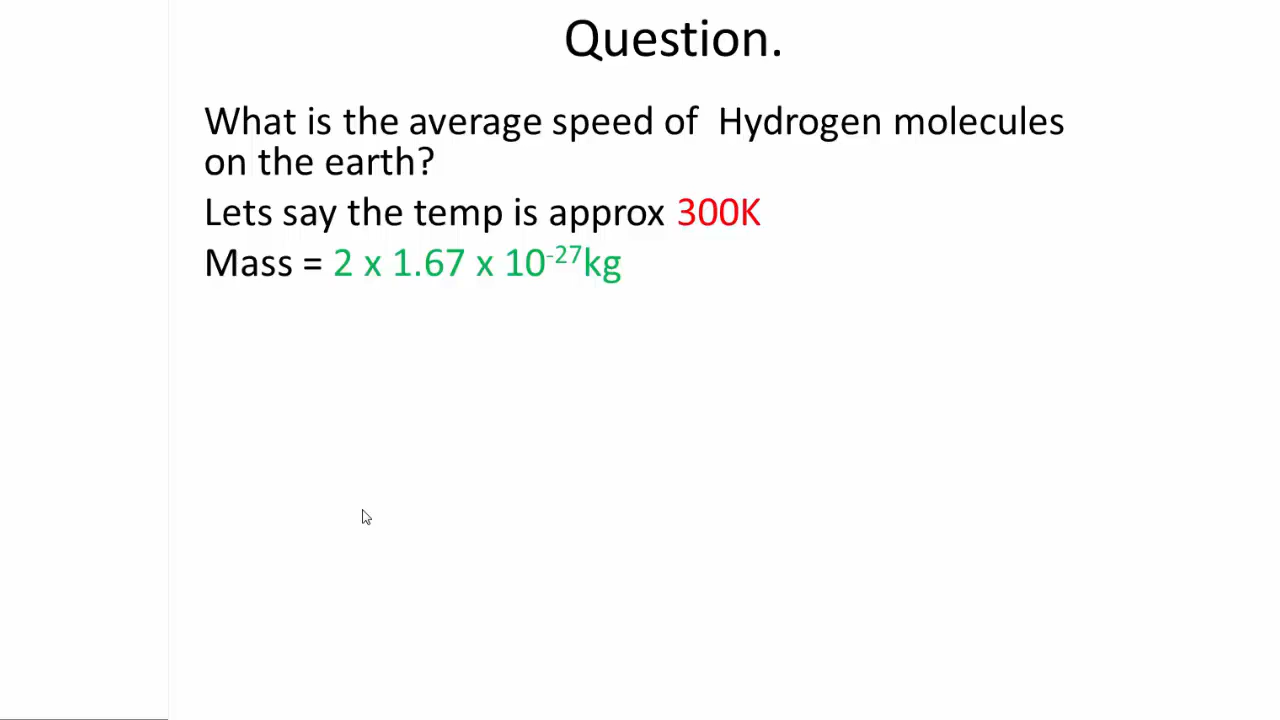 Question.
What is the average speed of  Hydrogen molecules
on the earth?
Lets say the temp is approx 300K
Mass = 2 x 1.67 x 10⁻²⁷kg